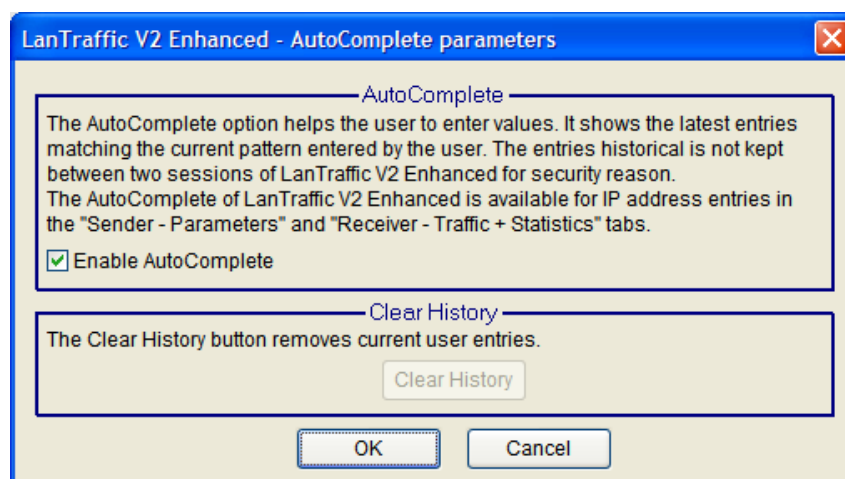 LanTraffic V2 Enhanced - AutoComplete parameters
AutoComplete
The AutoComplete option helps the user to enter values. It shows the latest entries
matching the current pattern entered by the user. The entries historical is not kept
between two sessions of LanTraffic V2 Enhanced for security reason.
The AutoComplete of LanTraffic V2 Enhanced is available for IP address entries in
the "Sender - Parameters" and "Receiver - Traffic + Statistics" tabs.
Enable AutoComplete
Clear History
The Clear History button removes current user entries.
Clear History
OK
Cancel